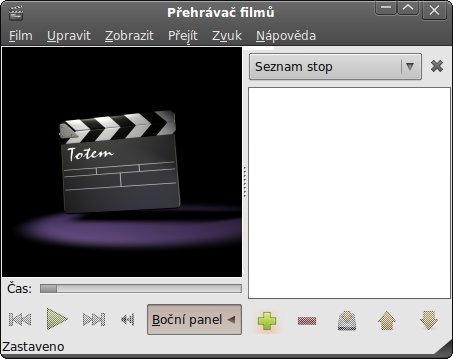 Přehrávač filmů
Film Upravit Zobrazit Přejít Zvuk Nápověda
Seznam stop
Totem
Čas:
Boční panel
Zastaveno